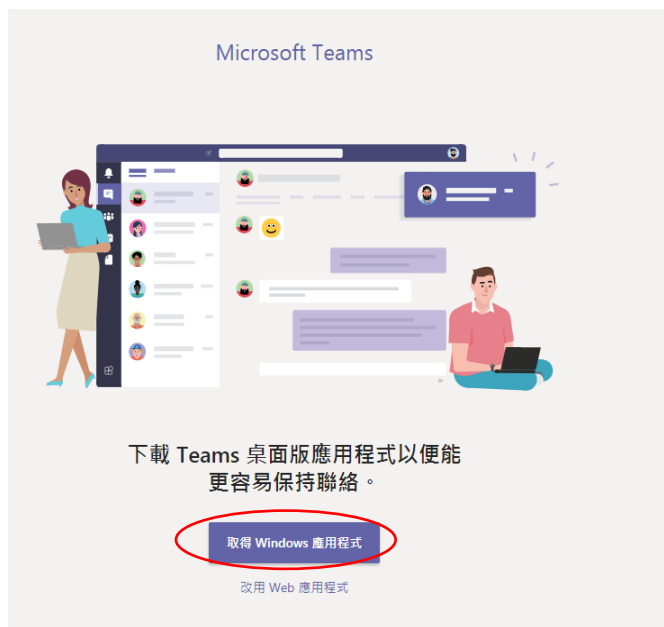 Microsoft Teams
下載 Teams 桌面版應用程式以便能
更容易保持聯絡。
取得 Windows 應用程式
改用 Web 應用程式